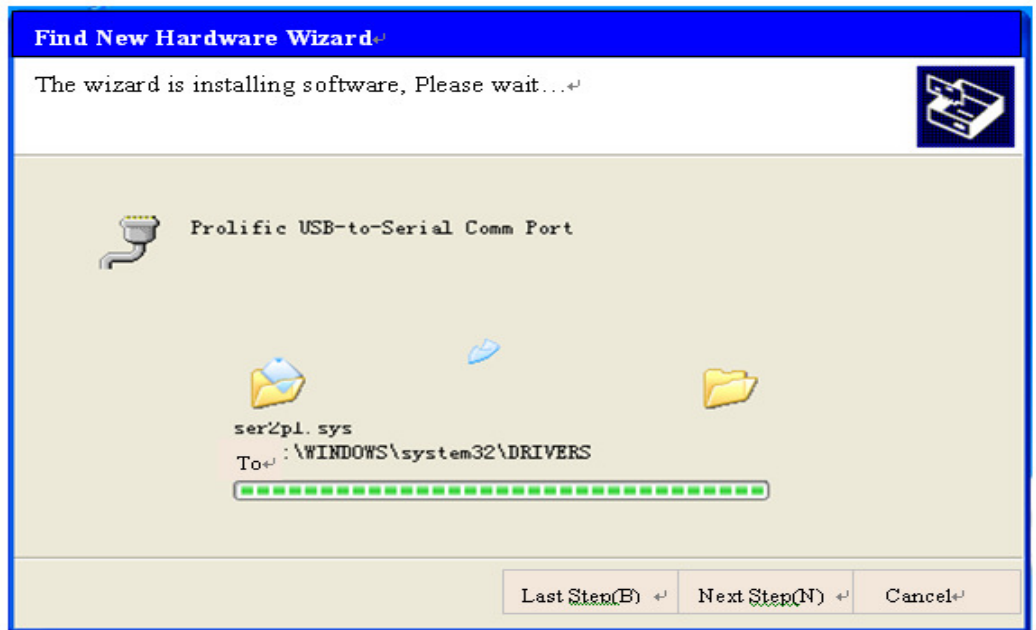 Find New Hardware Wizard
The wizard is installing software, Please wait...
Prolific USB-to-Serial Comm Port
ser2pl.sys
To :\WINDOWS\system32\DRIVERS
Last Step(B) Next Step(N) Cancel